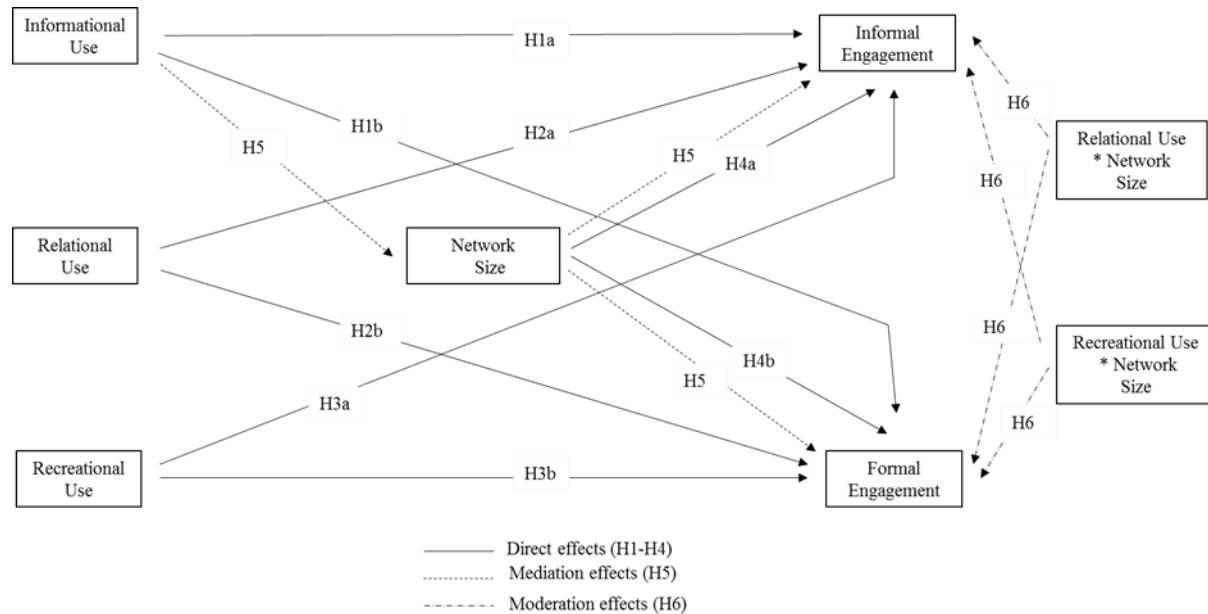 Informational
Use
H1a
Informal
Engagement
H1b
H2a
H5
H5
H4a
H6
H6
Relational Use
* Network
Size
Relational
Use
Network
Size
H2b
H4b
H5
H6
Recreational Use
* Network
Size
H3a
H6
Recreational
Use
H3b
Formal
Engagement
Direct effects (H1-H4)
Mediation effects (H5)
Moderation effects (H6)